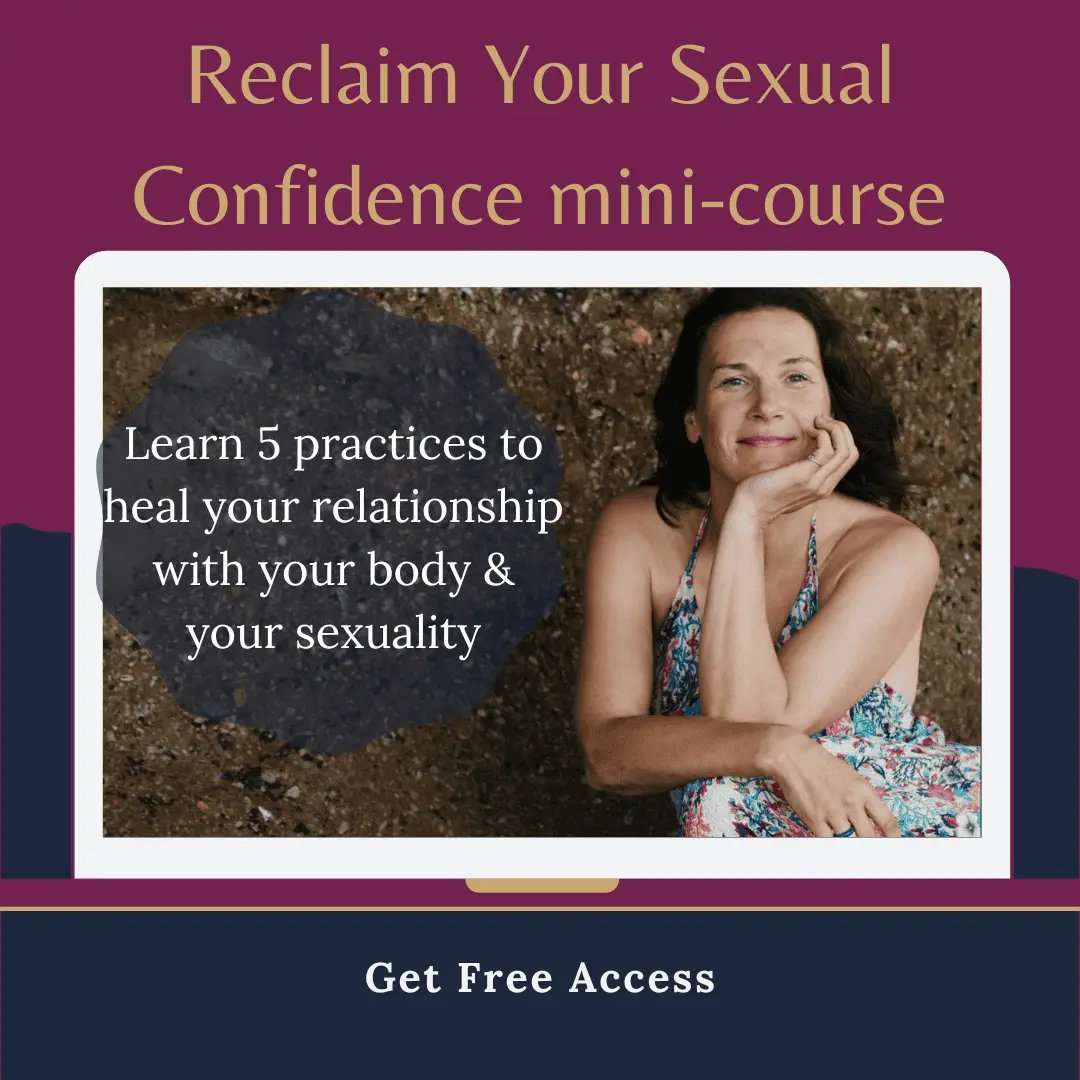 Reclaim Your Sexual
Confidence mini-course
Learn 5 practices to
heal your relationship
with your body &
your sexuality
Get Free Access